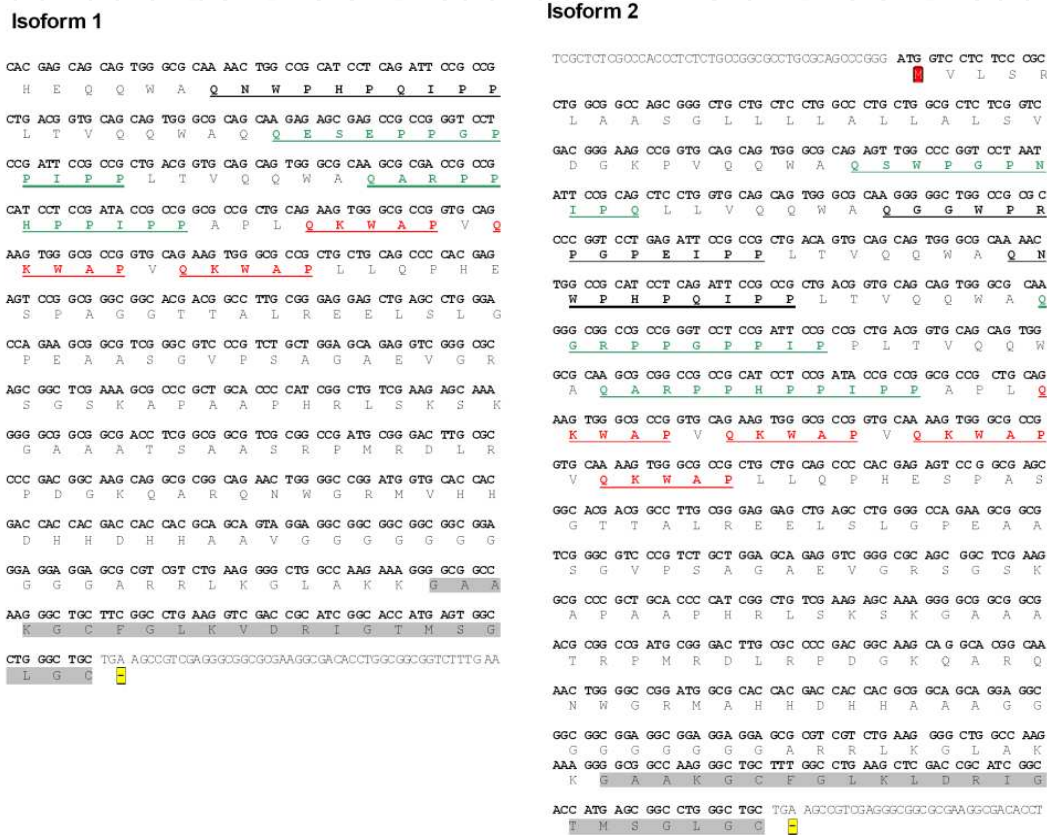 Isoform 1
CAC GAG CAG CAG TGG GCG CAA AAC TGG CCG CAT CCT CAG ATT CCG CCG
H E Q Q W A Q N W P H P Q I P P
CTG ACG GTG CAG CAG TGG GCG CAG CAA GAG AGC GAG CCG CCG GGT CCT
L T V Q Q W A Q Q E S E P P G P
CCG ATT CCG CCG CTG ACG GTG CAG CAG TGG GCG CAA GCG CGA CCG CCG
P I P P L T V Q Q W A Q A R P P
CAT CCT CCG ATA CCG CCG GCG CCG CTG CAG AAG TGG GCG CCG GTG CAG
H P P I P P A P L Q K W A P V Q
AAG TGG GCG CCG GTG CAG AAG TGG GCG CCG CTG CTG CAG CCC CAC GAG
K W A P V Q K W A P L L Q P H E
AGT CCG GCG GGC GGC ACG ACG GCC TTG CGG GAG GAG CTG AGC CTG GGA
S P A G G T T A L R E E L S L G
CCA GAA GCG GCG TCG GGC GTC CCG TCT GCT GGA GCA GAG GTC GGG CGC
P E A A S G V P S A G A E V G R
AGC GGC TCG AAA GCG CCC GCT GCA CCC CAT CGG CTG TCG AAG AGC AAA
S G S K A P A A P H R L S K S K
GGG GCG GCG GCG ACC TCG GCG GCG TCG CGG CCG ATG CGG GAC TTG CGC
G A A A T S A A S R P M R D L R
CCC GAC GGC AAG CAG GCG CGG CAG AAC TGG GGC CGG ATG GTG CAC CAC
P D G K Q A R Q N W G R M V H H
GAC CAC CAC GAC CAC CAC GCA GCA GTA GGA GGC GGC GGC GGC GGC GGA
D H H D H H A A V G G G G G G G
GGA GGA GGA GCG CGT CGT CTG AAG GGG CTG GCC AAG AAA GGG GCG GCC
G G G A R R L K G L A K K G A A
AAG GGC TGC TTC GGC CTG AAG GTC GAC CGC ATC GGC ACC ATG AGT GGC
K G C F G L K V D R I G T M S G
CTG GGC TGC TGA AGCCGTCGAGGGCGGCGCGAAGGCGACACCTGGCGGCGGTCTTTGAA
L G C -
Isoform 2
TCGCTCTCGCCCACCCTCTCTGCCGGCGCCTGCGCAGCCCGGG ATG GTC CTC TCC CGC
M V L S R
CTG GCG GCC AGC GGG CTG CTG CTC CTG GCC CTG CTG GCG CTC TCG GTC
L A A S G L L L L A L L A L S V
GAC GGG AAG CCG GTG CAG CAG TGG GCG CAG AGT TGG CCC GGT CCT AAT
D G K P V Q Q W A Q S W P G P N
ATT CCG CAG CTC CTG GTG CAG CAG TGG GCG CAA GGG GGC TGG CCG CGC
I P Q L L V Q Q W A Q G G W P R
CCC GGT CCT GAG ATT CCG CCG CTG ACA GTG CAG CAG TGG GCG CAA AAC
P G P E I P P L T V Q Q W A Q N
TGG CCG CAT CCT CAG ATT CCG CCG CTG ACG GTG CAG CAG TGG GCG CAA
W P H P Q I P P L T V Q Q W A Q
GGG CGG CCG CCG GGT CCT CCG ATT CCG CCG CTG ACG GTG CAG CAG TGG
G R P P G P P I P P L T V Q Q W
GCG CAA GCG CGG CCG CCG CAT CCT CCG ATA CCG CCG GCG CCG CTG CAG
A Q A R P P H P P I P P A P L Q
AAG TGG GCG CCG GTG CAG AAG TGG GCG CCG GTG CAA AAG TGG GCG CCG
K W A P V Q K W A P V Q K W A P
GTG CAA AAG TGG GCG CCG CTG CTG CAG CCC CAC GAG AGT CCG GCG AGC
V Q K W A P L L Q P H E S P A S
GGC ACG ACG GCC TTG CGG GAG GAG CTG AGC CTG GGG CCA GAA GCG GCG
G T T A L R E E L S L G P E A A
TCG GGC GTC CCG TCT GCT GGA GCA GAG GTC GGG CGC AGC GGC TCG AAG
S G V P S A G A E V G R S G S K
GCG CCC GCT GCA CCC CAT CGG CTG TCG AAG AGC AAA GGG GCG GCG GCG
A P A A P H R L S K S K G A A A
ACG CGG CCG ATG CGG GAC TTG CGC CCC GAC GGC AAG CAG GCA CGG CAA
T R P M R D L R P D G K Q A R Q
AAC TGG GGC CGG ATG GCG CAC CAC GAC CAC CAC GCG GCA GCA GGA GGC
N W G R M A H H D H H A A A G G
GGC GGC GGA GGC GGA GGA GGA GCG CGT CGT CTG AAG GGG CTG GCC AAG
G G G G G G G A R R L K G L A K
AAA GGG GCG GCC AAG GGC TGC TTT GGC CTG AAG CTC GAC CGC ATC GGC
K G A A K G C F G L K L D R I G
ACC ATG AGC GGC CTG GGC TGC TGA AGCCGTCGAGGGCGGCGCGAAGGCGACACCT
T M S G L G C -